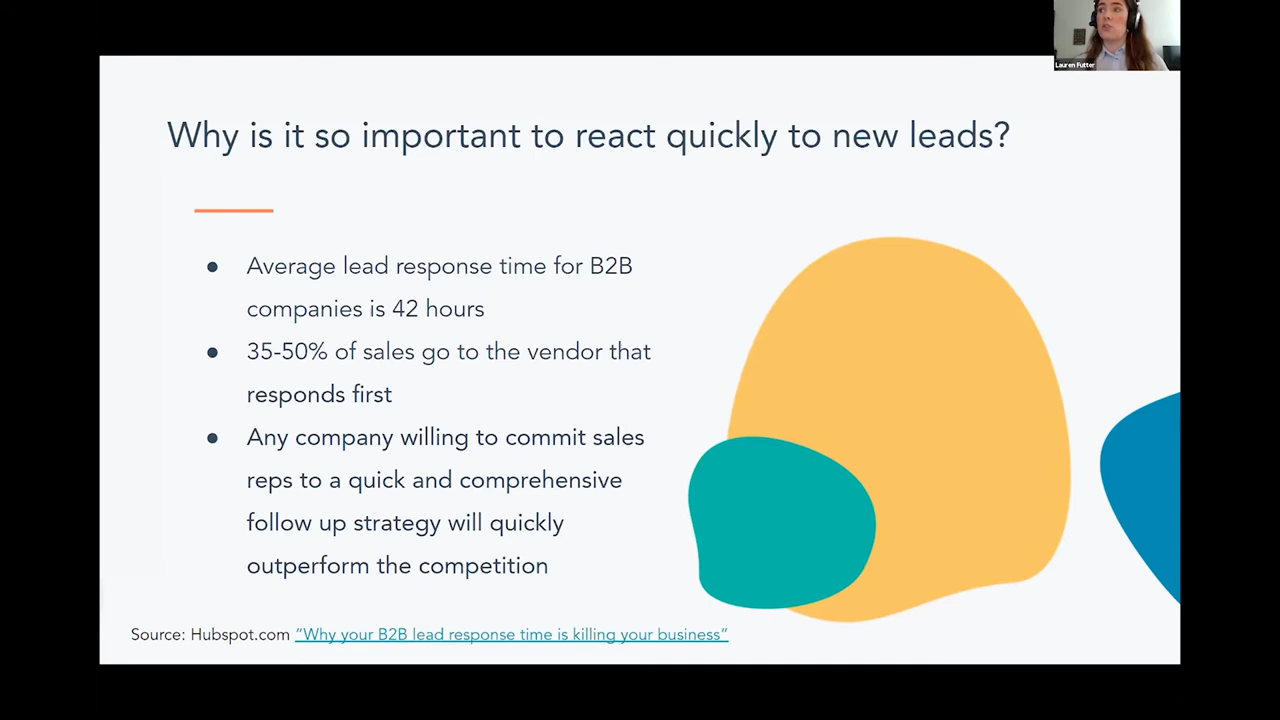 Lauren Futter
Why is it so important to react quickly to new leads?
● Average lead response time for B2B
companies is 42 hours
● 35-50% of sales go to the vendor that
responds first
● Any company willing to commit sales
reps to a quick and comprehensive
follow up strategy will quickly
outperform the competition
Source: Hubspot.com “Why your B2B lead response time is killing your business”